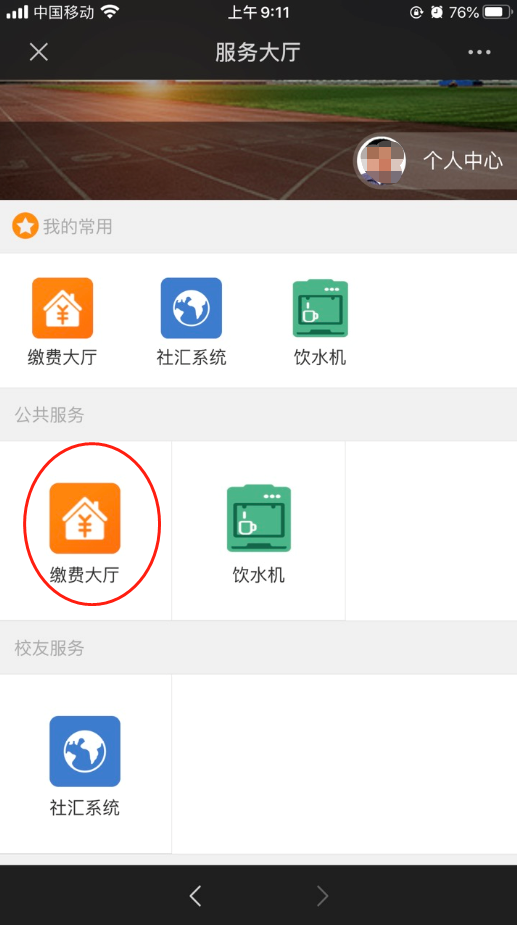 中国移动 上午 9:11 76%
服务大厅
个人中心
我的常用
缴费大厅 社汇系统 饮水机
公共服务
缴费大厅 饮水机
校友服务
社汇系统